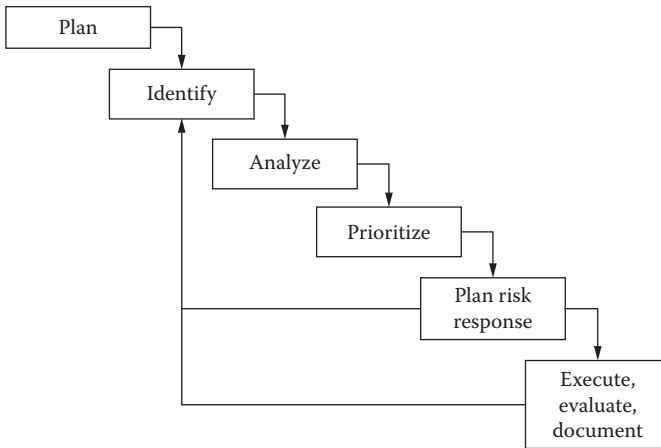 Plan
Identify
Analyze
Prioritize
Plan risk
response
Execute,
evaluate,
document